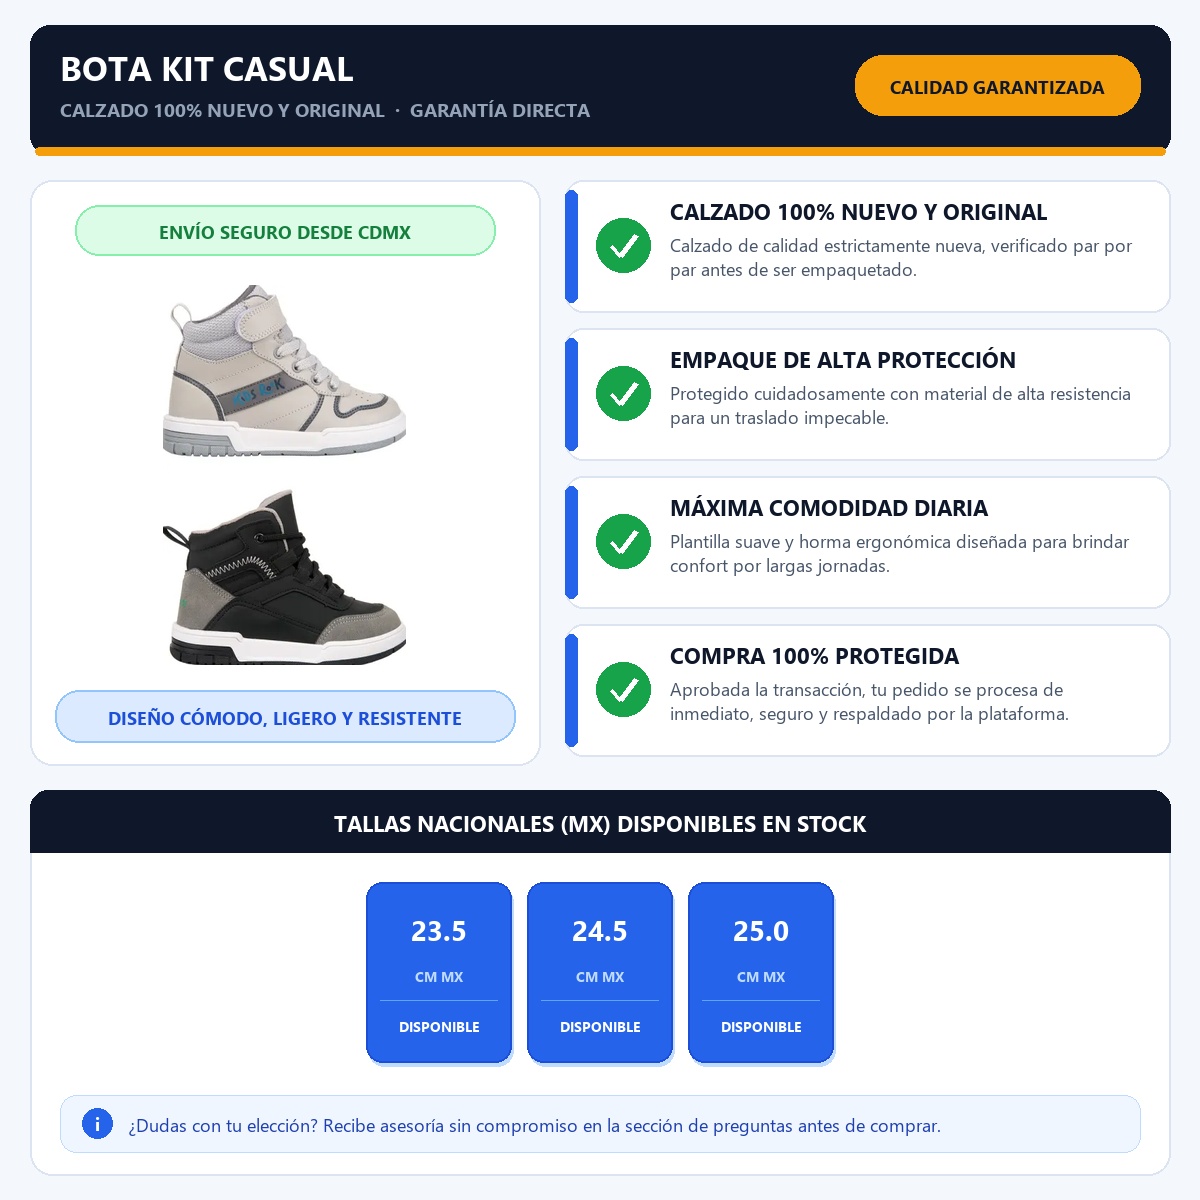 BOTA KIT CASUAL
CALZADO 100% NUEVO Y ORIGINAL · GARANTÍA DIRECTA
CALIDAD GARANTIZADA
ENVÍO SEGURO DESDE CDMX
DISEÑO CÓMODO, LIGERO Y RESISTENTE
CALZADO 100% NUEVO Y ORIGINAL
Calzado de calidad estrictamente nueva, verificado par por
par antes de ser empaquetado.
EMPAQUE DE ALTA PROTECCIÓN
Protegido cuidadosamente con material de alta resistencia
para un traslado impecable.
MÁXIMA COMODIDAD DIARIA
Plantilla suave y horma ergonómica diseñada para brindar
confort por largas jornadas.
COMPRA 100% PROTEGIDA
Aprobada la transacción, tu pedido se procesa de
inmediato, seguro y respaldado por la plataforma.
TALLAS NACIONALES (MX) DISPONIBLES EN STOCK
23.5
CM MX
DISPONIBLE
24.5
CM MX
DISPONIBLE
25.0
CM MX
DISPONIBLE
¿Dudas con tu elección? Recibe asesoría sin compromiso en la sección de preguntas antes de comprar.